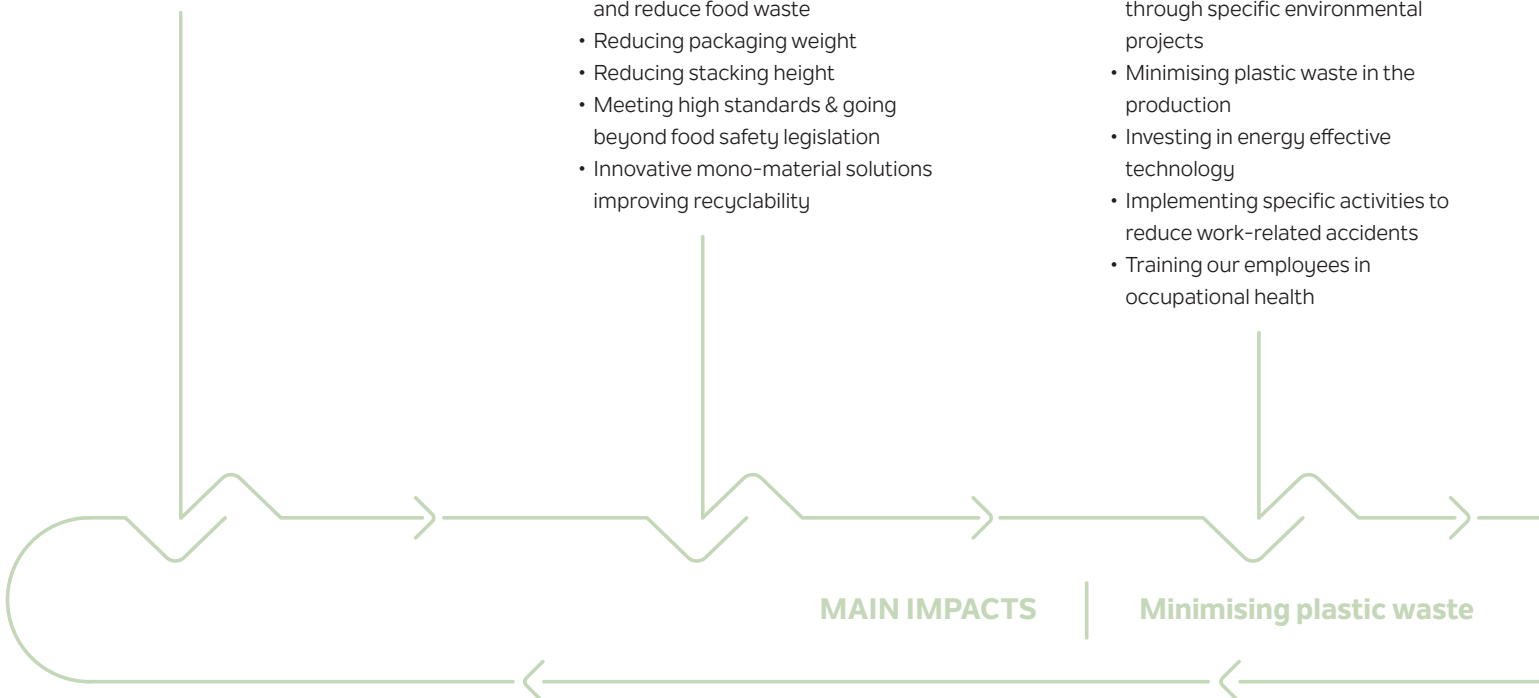 and reduce food waste
• Reducing packaging weight
• Reducing stacking height
• Meeting high standards & going
beyond food safety legislation
• Innovative mono-material solutions
improving recyclability
through specific environmental
projects
• Minimising plastic waste in the
production
• Investing in energy effective
technology
• Implementing specific activities to
reduce work-related accidents
• Training our employees in
occupational health
MAIN IMPACTS
Minimising plastic waste